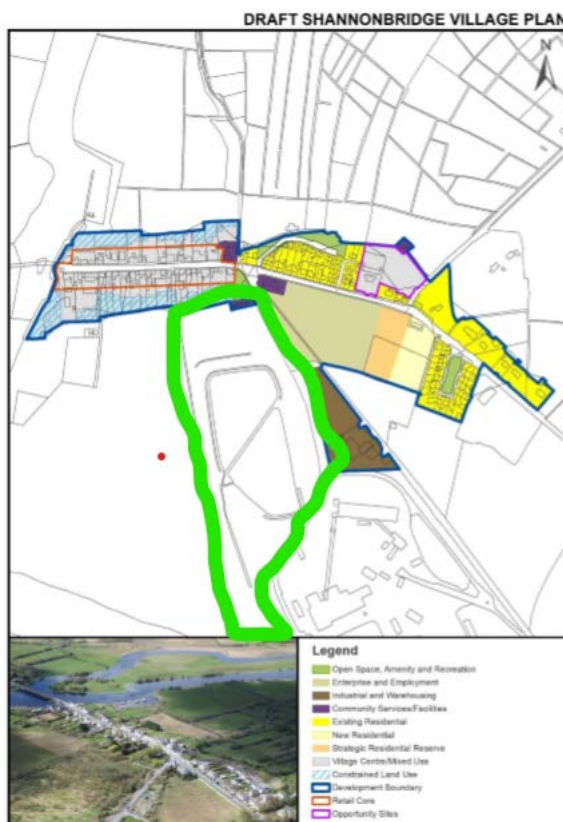 DRAFT SHANNONBRIDGE VILLAGE PLAN
N
Legend
Open Space, Amenity and Recreation
Enterprise and Employment
Industrial and Warehousing
Community Services/Facilities
Existing Residential
New Residential
Strategic Residential Reserve
Village Centre/Mixed Use
Constrained Land Use
Development Boundary
Retail Core
Opportunity Sites